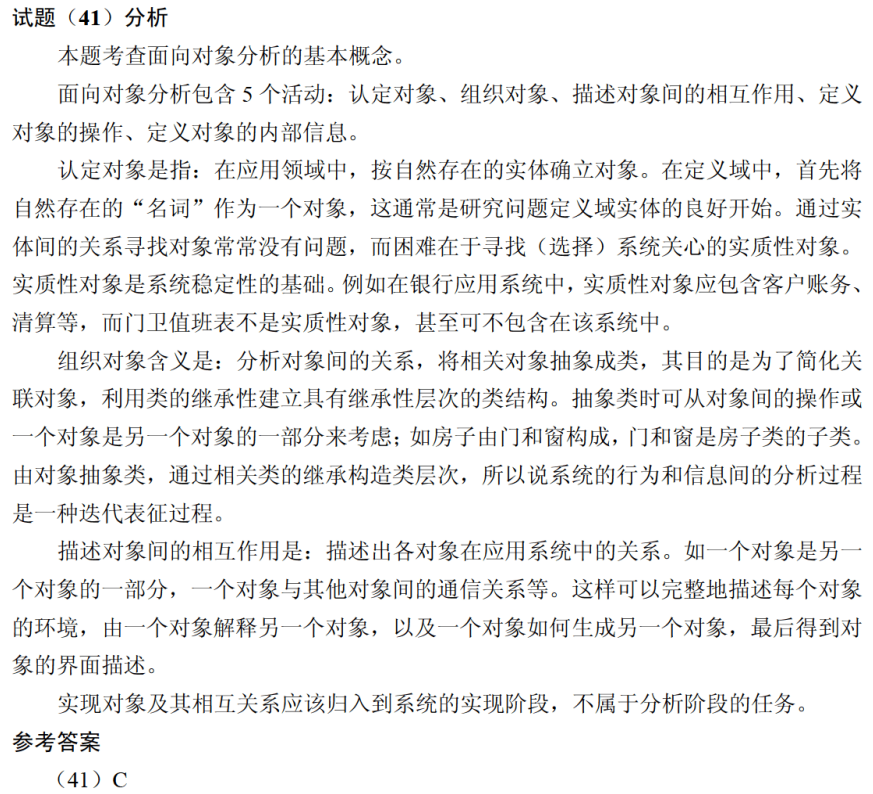 试题（41）分析
本题考查面向对象分析的基本概念。
面向对象分析包含 5 个活动：认定对象、组织对象、描述对象间的相互作用、定义
对象的操作、定义对象的内部信息。
认定对象是指：在应用领域中，按自然存在的实体确立对象。在定义域中，首先将
自然存在的“名词”作为一个对象，这通常是研究问题定义域实体的良好开始。通过实
体间的关系寻找对象常常没有问题，而困难在于寻找（选择）系统关心的实质性对象。
实质性对象是系统稳定性的基础。例如在银行应用系统中，实质性对象应包含客户账务、
清算等，而门卫值班表不是实质性对象，甚至可不包含在该系统中。
组织对象含义是：分析对象间的关系，将相关对象抽象成类，其目的是为了简化关
联对象，利用类的继承性建立具有继承性层次的类结构。抽象类时可从对象间的操作或
一个对象是另一个对象的一部分来考虑；如房子由门和窗构成，门和窗是房子类的子类。
由对象抽象类，通过相关类的继承构造类层次，所以说系统的行为和信息间的分析过程
是一种迭代表征过程。
描述对象间的相互作用是：描述出各对象在应用系统中的关系。如一个对象是另一
个对象的一部分，一个对象与其他对象间的通信关系等。这样可以完整地描述每个对象
的环境，由一个对象解释另一个对象，以及一个对象如何生成另一个对象，最后得到对
象的界面描述。
实现对象及其相互关系应该归入到系统的实现阶段，不属于分析阶段的任务。
参考答案
（41）C